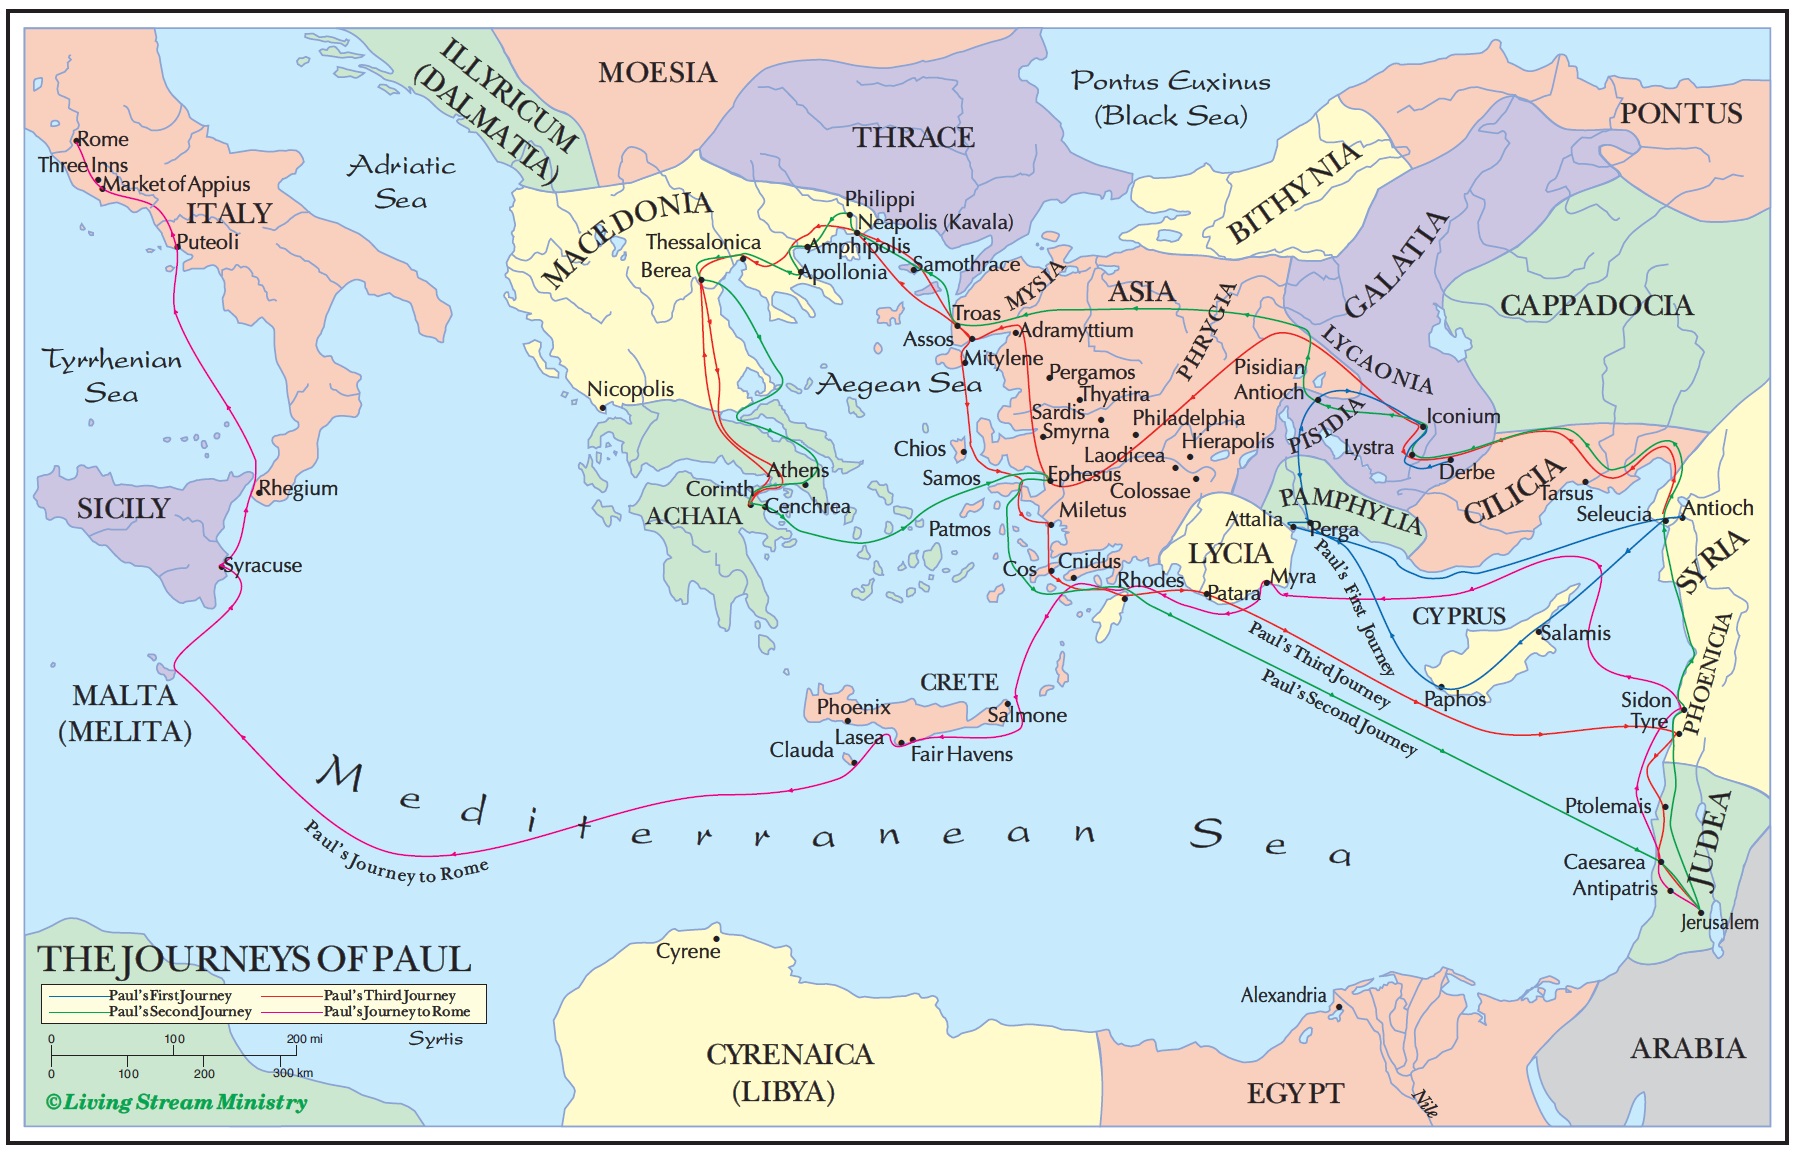 ILLYRICUM
(DALMATIA)
MOESIA
THRACE
Pontus Euxinus
(Black Sea)
PONTUS
BITHYNIA
Rome
Three Inns
Market of Appius
ITALY
Puteoli
Adriatic
Sea
MACEDONIA
Philippi
Neapolis (Kavala)
Thessalonica
Amphipolis
Berea
Apollonia
Samothrace
MYSIA
ASIA
PHRYGIA
GALATIA
CAPPADOCIA
LYCAONIA
Troas
Assos
Adramyttium
Mitylene
Tyrrhenian
Sea
Aegean Sea
Nicopolis
Pergamos
Thyatira
Sardis
Smyrna
Philadelphia
Hierapolis
Laodicea
Colossae
Pisidian
Antioch
PISIDIA
Iconium
Lystra
Derbe
CILICIA
Tarsus
Seleucia
Antioch
SYRIA
Chios
Samos
Ephesus
Athens
Corinth
Cenchrea
ACHAIA
Patmos
Miletus
PAMPHYLIA
Attalia
Perga
LYCIA
Cos
Cnidus
Rhodes
Patara
Myra
SICILY
Rhegium
Syracuse
MALTA
(MELITA)
CRETE
Phoenix
Lasea
Clauda
Fair Havens
Salmone
CYPRUS
Salamis
Paphos
Paul's First Journey
Paul's Third Journey
Paul's Second Journey
PHOENICIA
Sidon
Tyre
Ptolemais
JUDEA
Caesarea
Antipatris
Jerusalem
Mediterranean Sea
Paul's Journey to Rome
Cyrene
CYRENAICA
(LIBYA)
Alexandria
EGYPT
Nile
ARABIA
THE JOURNEYS OF PAUL
Paul's First Journey
Paul's Third Journey
Paul's Second Journey
Paul's Journey to Rome
0 100 200 mi
0 100 200 300 km
Syrtis
©Living Stream Ministry